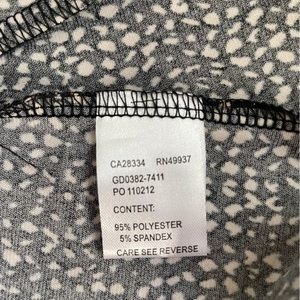 CA28334 RN49937
GD0382-7411
PO 110212
CONTENT:
95% POLYESTER
5% SPANDEX
CARE SEE REVERSE